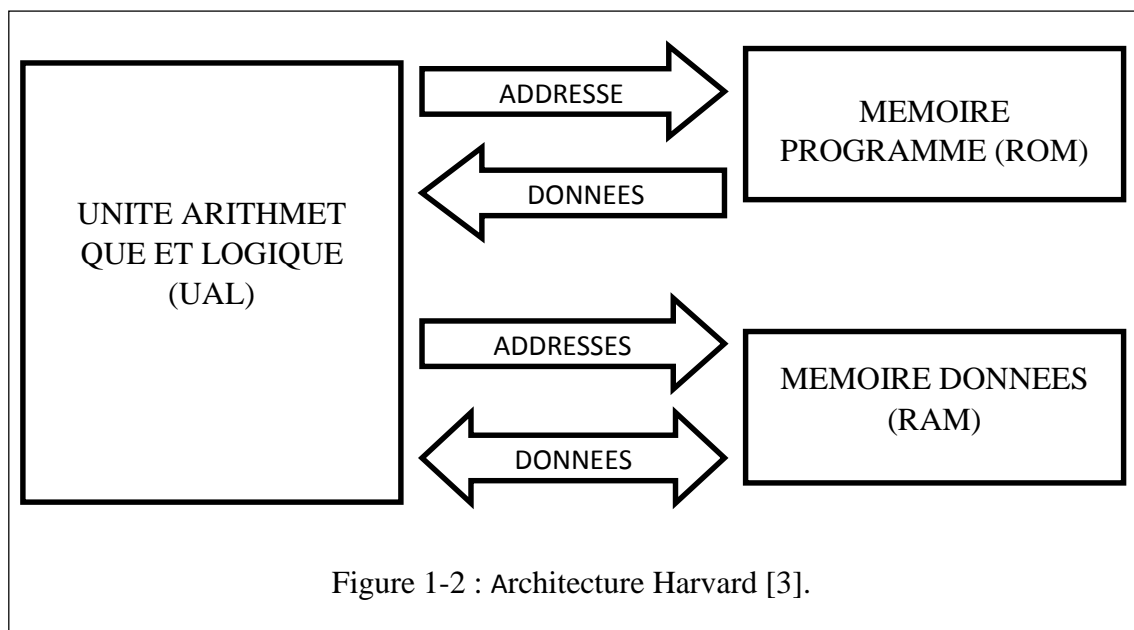 UNITE ARITHMET
QUE ET LOGIQUE
(UAL)
ADDRESSE
DONNEES
MEMOIRE
PROGRAMME (ROM)
ADDRESSES
DONNEES
MEMOIRE DONNEES
(RAM)
Figure 1-2 : Architecture Harvard [3].